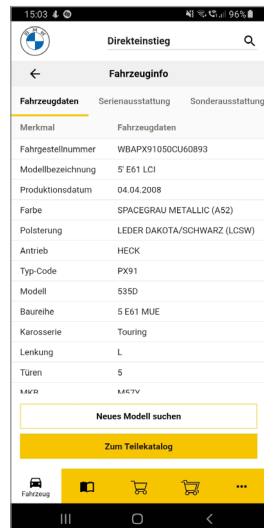 15:03
96%
Direkteinstieg
Fahrzeuginfo
Fahrzeugdaten Serienausstattung Sonderausstattung
Merkmal Fahrzeugdaten
Fahrgestellnummer WBAPX91050CU60893
Modellbezeichnung 5' E61 LCI
Produktionsdatum 04.04.2008
Farbe SPACEGRAU METALLIC (A52)
Polsterung LEDER DAKOTA/SCHWARZ (LCSW)
Antrieb HECK
Typ-Code PX91
Modell 535D
Baureihe 5 E61 MUE
Karosserie Touring
Lenkung L
Türen 5
MKB M57Y
Neues Modell suchen
Zum Teilekatalog
Fahrzeug